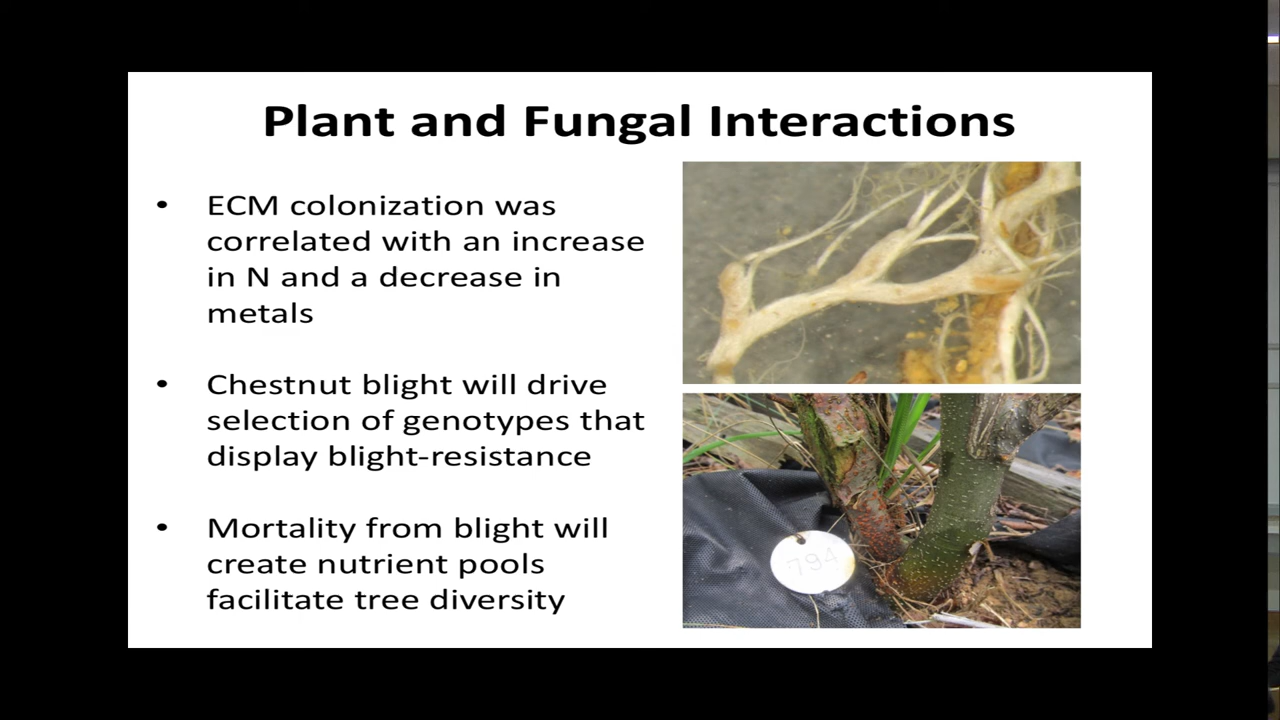 Plant and Fungal Interactions
• ECM colonization was
correlated with an increase
in N and a decrease in
metals
• Chestnut blight will drive
selection of genotypes that
display blight-resistance
• Mortality from blight will
create nutrient pools
facilitate tree diversity
794